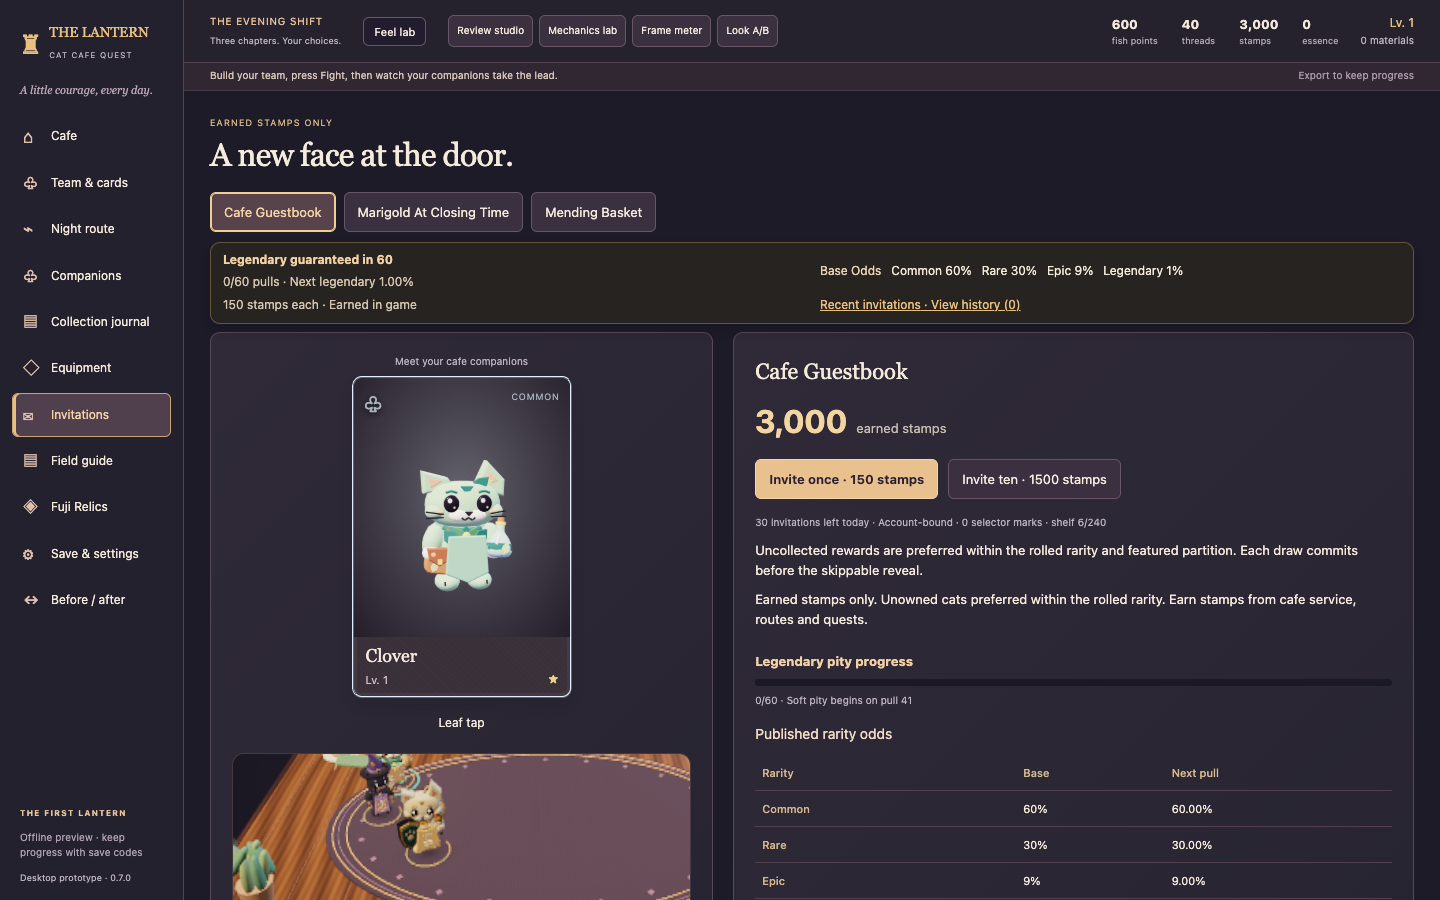 THE LANTERN
CAT CAFE QUEST
A little courage, every day.
Cafe
Team & cards
Night route
Companions
Collection journal
Equipment
Invitations
Field guide
Fuji Relics
Save & settings
Before / after
THE FIRST LANTERN
Offline preview · keep
progress with save codes
Desktop prototype · 0.7.0
THE EVENING SHIFT
Three chapters. Your choices.
Feel lab
Review studio
Mechanics lab
Frame meter
Look A/B
600
fish points
40
threads
3,000
stamps
0
essence
Lv. 1
0 materials
Build your team, press Fight, then watch your companions take the lead.
Export to keep progress
EARNED STAMPS ONLY
A new face at the door.
Cafe Guestbook
Marigold At Closing Time
Mending Basket
Legendary guaranteed in 60
0/60 pulls · Next legendary 1.00%
150 stamps each · Earned in game
Base Odds Common 60% Rare 30% Epic 9% Legendary 1%
Recent invitations · View history (0)
Meet your cafe companions
COMMON
Clover
Lv. 1
Leaf tap
Cafe Guestbook
3,000 earned stamps
Invite once · 150 stamps
Invite ten · 1500 stamps
30 invitations left today · Account-bound · 0 selector marks · shelf 6/240
Uncollected rewards are preferred within the rolled rarity and featured partition. Each draw commits
before the skippable reveal.
Earned stamps only. Unowned cats preferred within the rolled rarity. Earn stamps from cafe service,
routes and quests.
Legendary pity progress
0/60 · Soft pity begins on pull 41
Published rarity odds
Rarity Base Next pull
Common 60% 60.00%
Rare 30% 30.00%
Epic 9% 9.00%